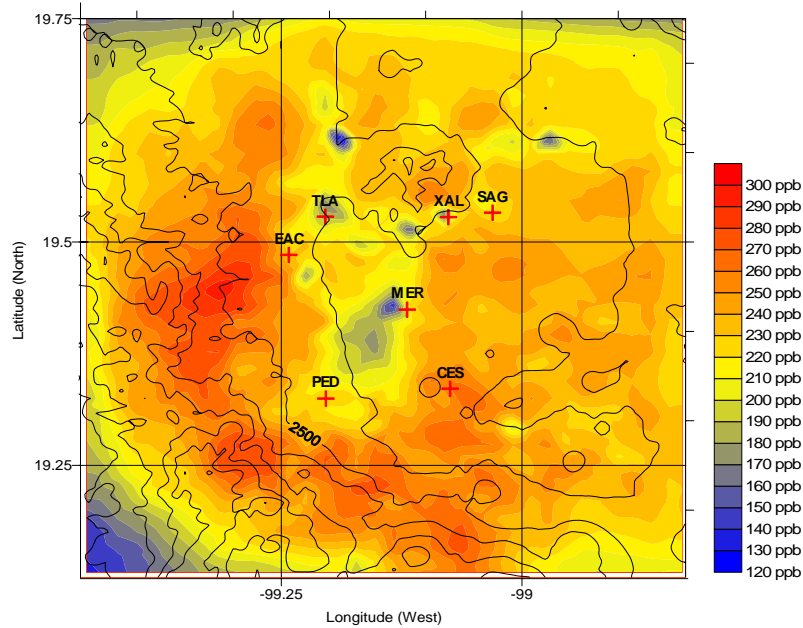 19.75
19.5
19.25
-99.25
-99
Latitude (North)
Longitude (West)
TLA
XAL
SAG
EAC
MER
PED
CES
2500
300 ppb
290 ppb
280 ppb
270 ppb
260 ppb
250 ppb
240 ppb
230 ppb
220 ppb
210 ppb
200 ppb
190 ppb
180 ppb
170 ppb
160 ppb
150 ppb
140 ppb
130 ppb
120 ppb